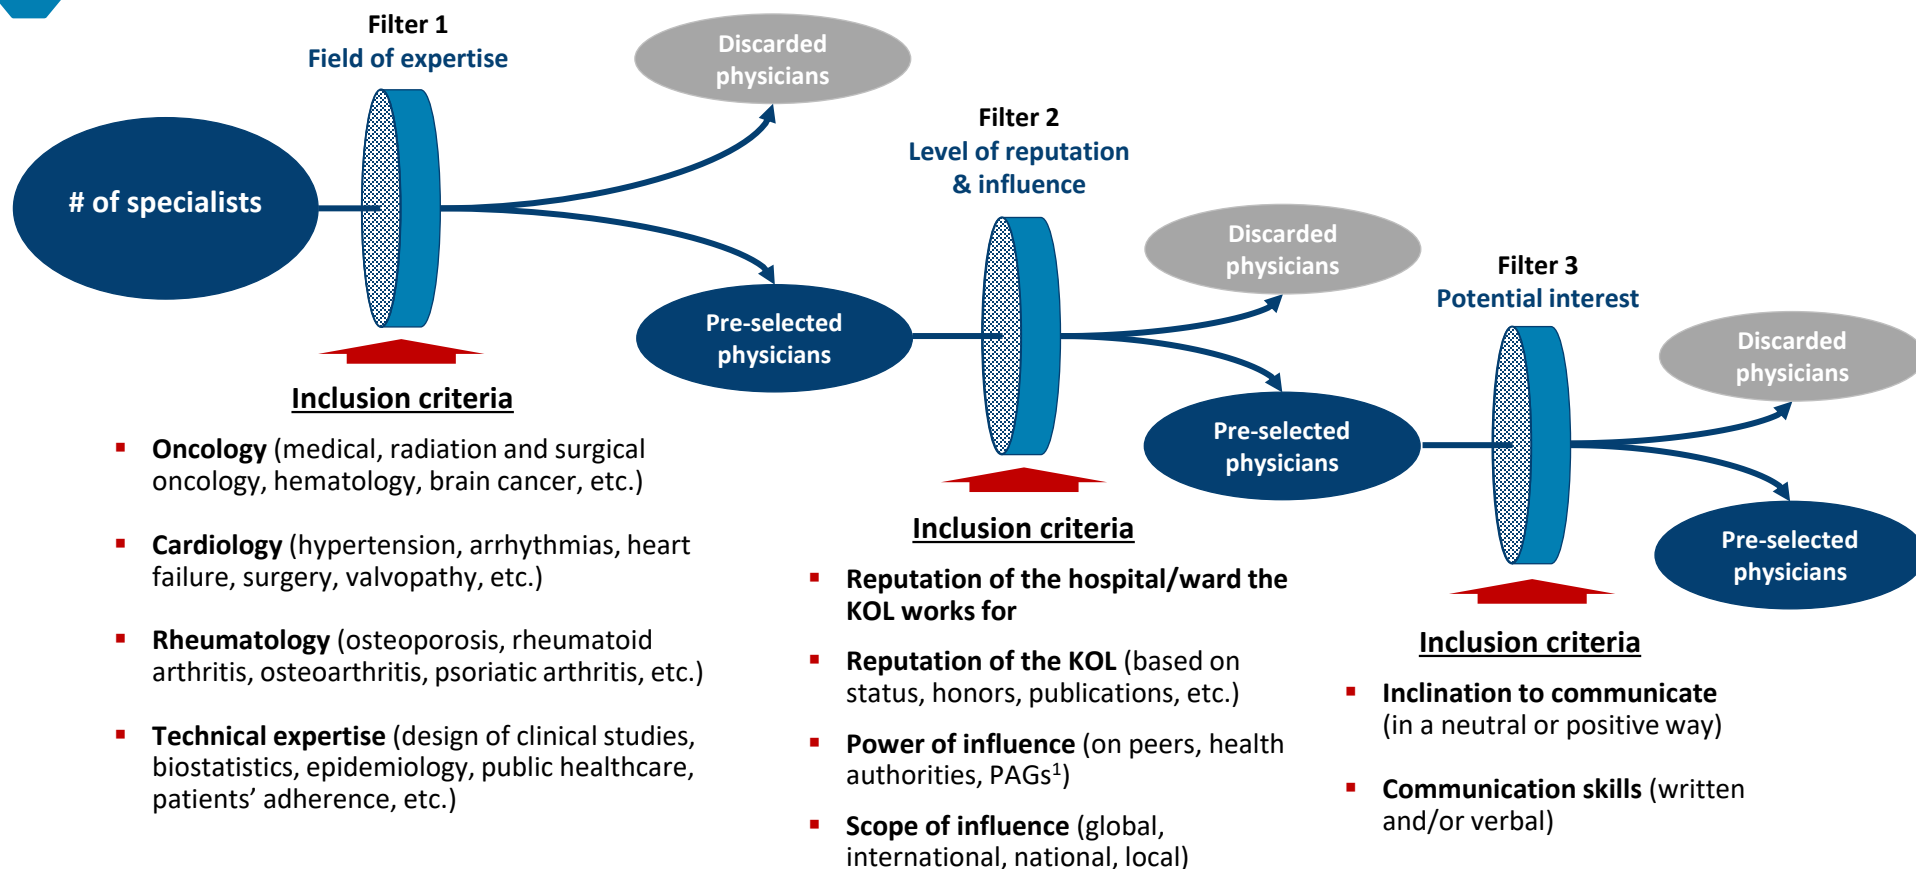 Filter 1
Field of expertise
Discarded
physicians
# of specialists
Filter 2
Level of reputation
& influence
Pre-selected
physicians
Discarded
physicians
Filter 3
Potential interest
Pre-selected
physicians
Discarded
physicians
Pre-selected
physicians
Inclusion criteria
▪ Oncology (medical, radiation and surgical
oncology, hematology, brain cancer, etc.)
▪ Cardiology (hypertension, arrhythmias, heart
failure, surgery, valvopathy, etc.)
▪ Rheumatology (osteoporosis, rheumatoid
arthritis, osteoarthritis, psoriatic arthritis, etc.)
▪ Technical expertise (design of clinical studies,
biostatistics, epidemiology, public healthcare,
patients’ adherence, etc.)
Inclusion criteria
▪ Reputation of the hospital/ward the
KOL works for
▪ Reputation of the KOL (based on
status, honors, publications, etc.)
▪ Power of influence (on peers, health
authorities, PAGs¹)
▪ Scope of influence (global,
international, national, local)
Inclusion criteria
▪ Inclination to communicate
(in a neutral or positive way)
▪ Communication skills (written
and/or verbal)